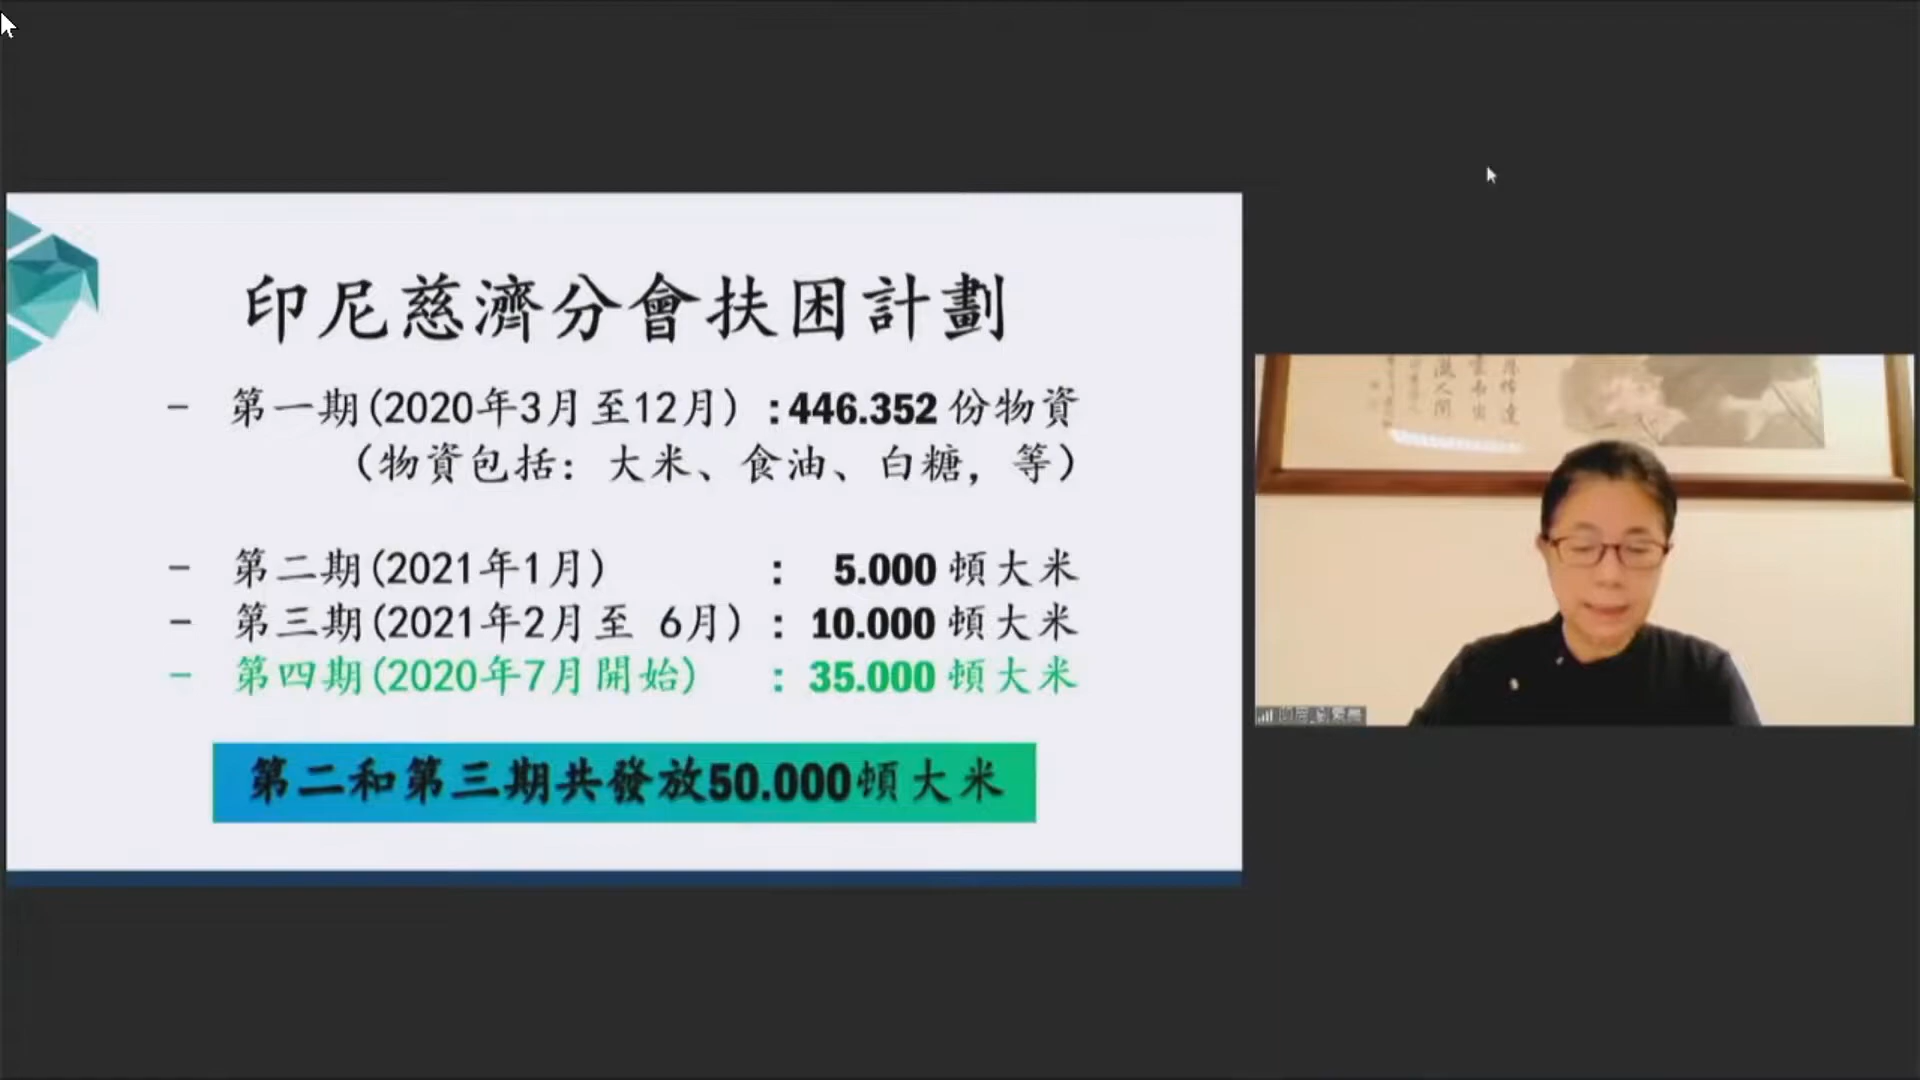 印尼慈濟分會扶困計劃
- 第一期(2020年3月至12月) :446.352 份物資
(物資包括: 大米、食油、白糖, 等)
- 第二期(2021年1月) : 5.000 頓大米
- 第三期(2021年2月至 6月) : 10.000 頓大米
- 第四期(2020年7月開始) : 35.000 頓大米
第二和第三期共發放50.000頓大米